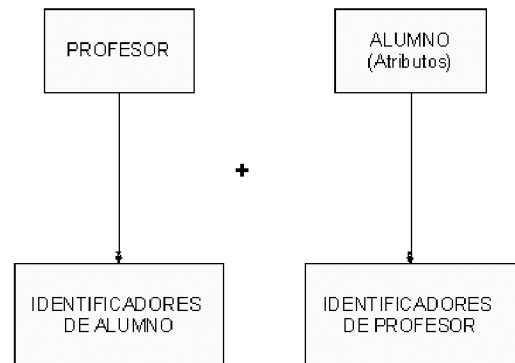 PROFESOR
ALUMNO
(Atributos)
+
IDENTIFICADORES
DE ALUMNO
IDENTIFICADORES
DE PROFESOR